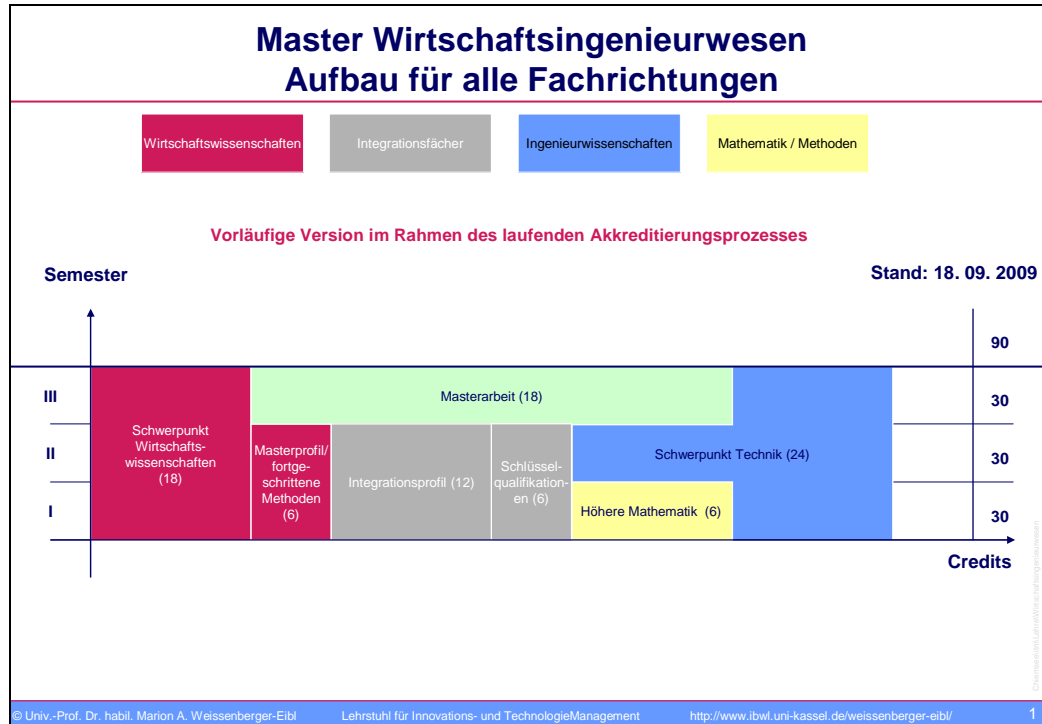 Master Wirtschaftsingenieurwesen
Aufbau für alle Fachrichtungen
Wirtschaftswissenschaften
Integrationsfächer
Ingenieurwissenschaften
Mathematik / Methoden
Vorläufige Version im Rahmen des laufenden Akkreditierungsprozesses
Semester
Stand: 18. 09. 2009
90
III
Masterarbeit (18)
30
Schwerpunkt
Wirtschafts-
wissenschaften
(18)
II
Masterprofil/
fortge-
schrittene
Methoden
(6)
Integrationsprofil (12)
Schlüssel-
qualifikation-
en (6)
Schwerpunkt Technik (24)
30
I
Höhere Mathematik (6)
30
Credits
© Univ.-Prof. Dr. habil. Marion A. Weissenberger-Eibl
Lehrstuhl für Innovations- und TechnologieManagement
http://www.ibwl.uni-kassel.de/weissenberger-eibl/
1